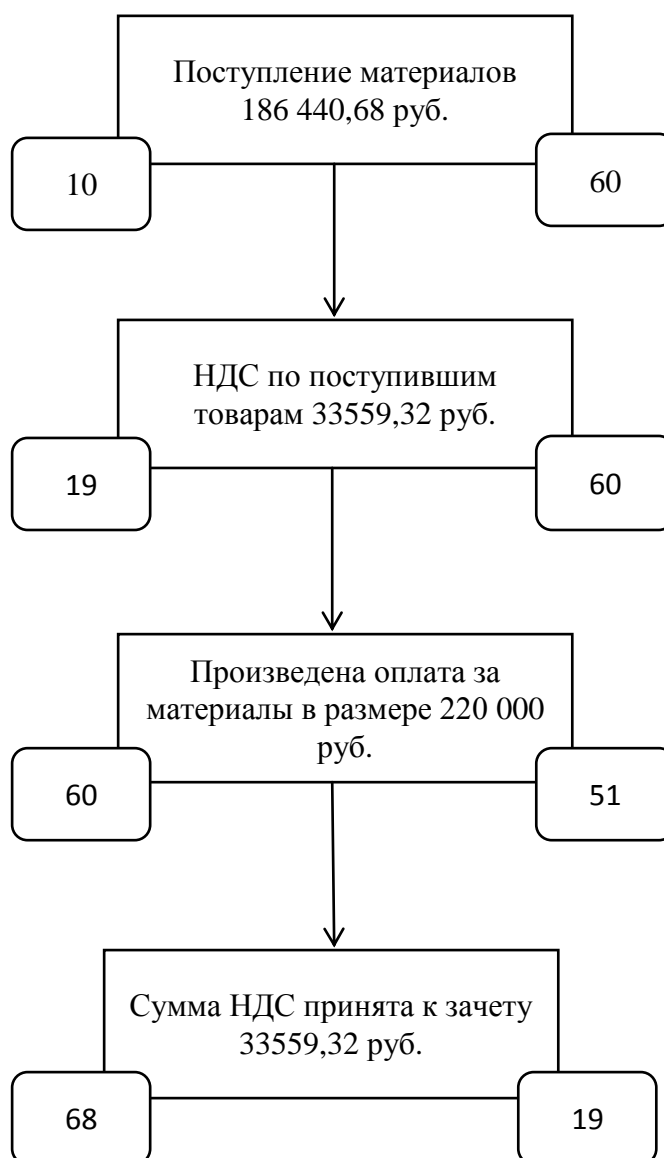 Поступление материалов
186 440,68 руб.
10
60
НДС по поступившим
товарам 33559,32 руб.
19
60
Произведена оплата за
материалы в размере 220 000
руб.
60
51
Сумма НДС принята к зачету
33559,32 руб.
68
19